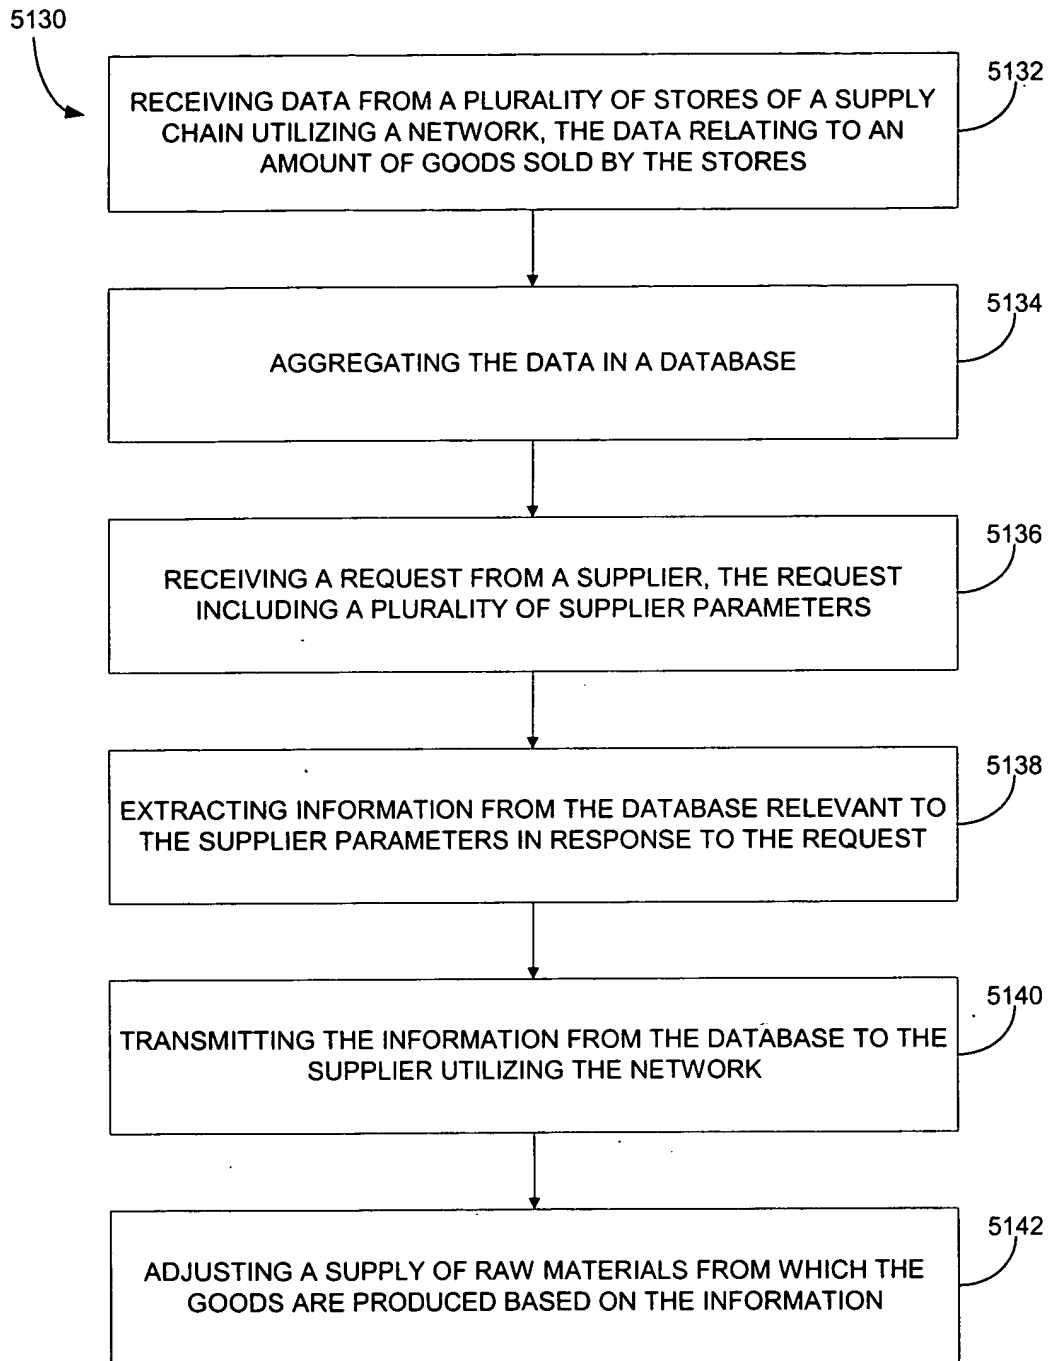 5130
5132
RECEIVING DATA FROM A PLURALITY OF STORES OF A SUPPLY
CHAIN UTILIZING A NETWORK, THE DATA RELATING TO AN
AMOUNT OF GOODS SOLD BY THE STORES
5134
AGGREGATING THE DATA IN A DATABASE
5136
RECEIVING A REQUEST FROM A SUPPLIER, THE REQUEST
INCLUDING A PLURALITY OF SUPPLIER PARAMETERS
5138
EXTRACTING INFORMATION FROM THE DATABASE RELEVANT TO
THE SUPPLIER PARAMETERS IN RESPONSE TO THE REQUEST
5140
TRANSMITTING THE INFORMATION FROM THE DATABASE TO THE
SUPPLIER UTILIZING THE NETWORK
5142
ADJUSTING A SUPPLY OF RAW MATERIALS FROM WHICH THE
GOODS ARE PRODUCED BASED ON THE INFORMATION